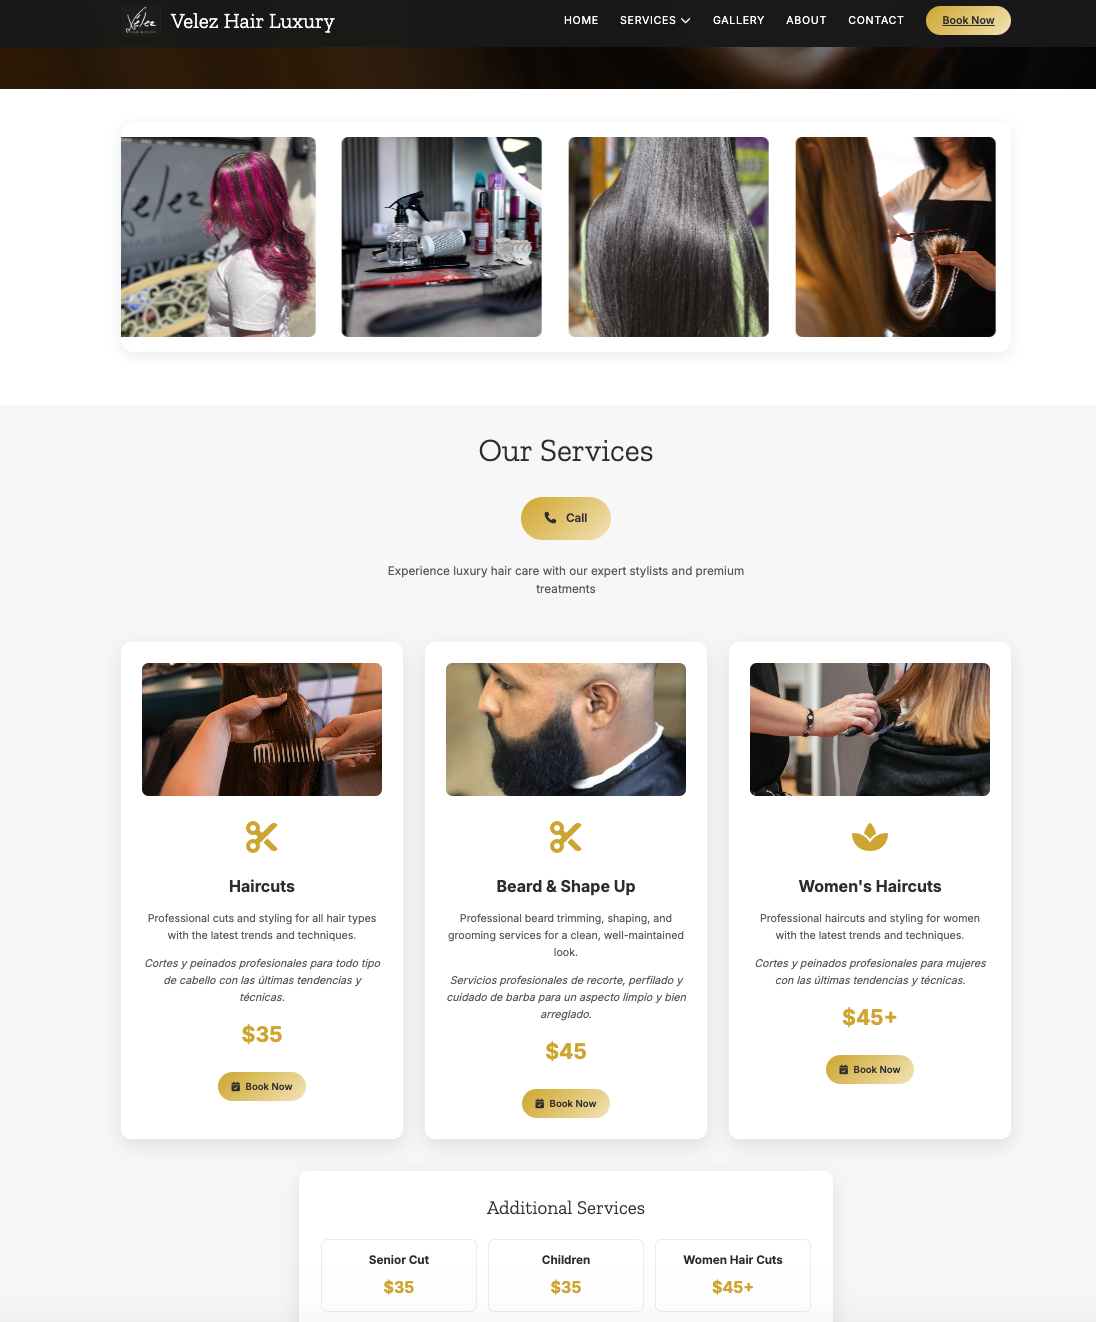 Velez
Velez Hair Luxury
HOME
SERVICES
GALLERY
ABOUT
CONTACT
Book Now
elez
HAIR LUXU
ERVICES
Our Services
Call
Experience luxury hair care with our expert stylists and premium
treatments
Haircuts
Professional cuts and styling for all hair types
with the latest trends and techniques.
Cortes y peinados profesionales para todo tipo
de cabello con las últimas tendencias y
técnicas.
$35
Book Now
Beard & Shape Up
Professional beard trimming, shaping, and
grooming services for a clean, well-maintained
look.
Servicios profesionales de recorte, perfilado y
cuidado de barba para un aspecto limpio y bien
arreglado.
$45
Book Now
Women's Haircuts
Professional haircuts and styling for women
with the latest trends and techniques.
Cortes y peinados profesionales para mujeres
con las últimas tendencias y técnicas.
$45+
Book Now
Additional Services
Senior Cut
$35
Children
$35
Women Hair Cuts
$45+